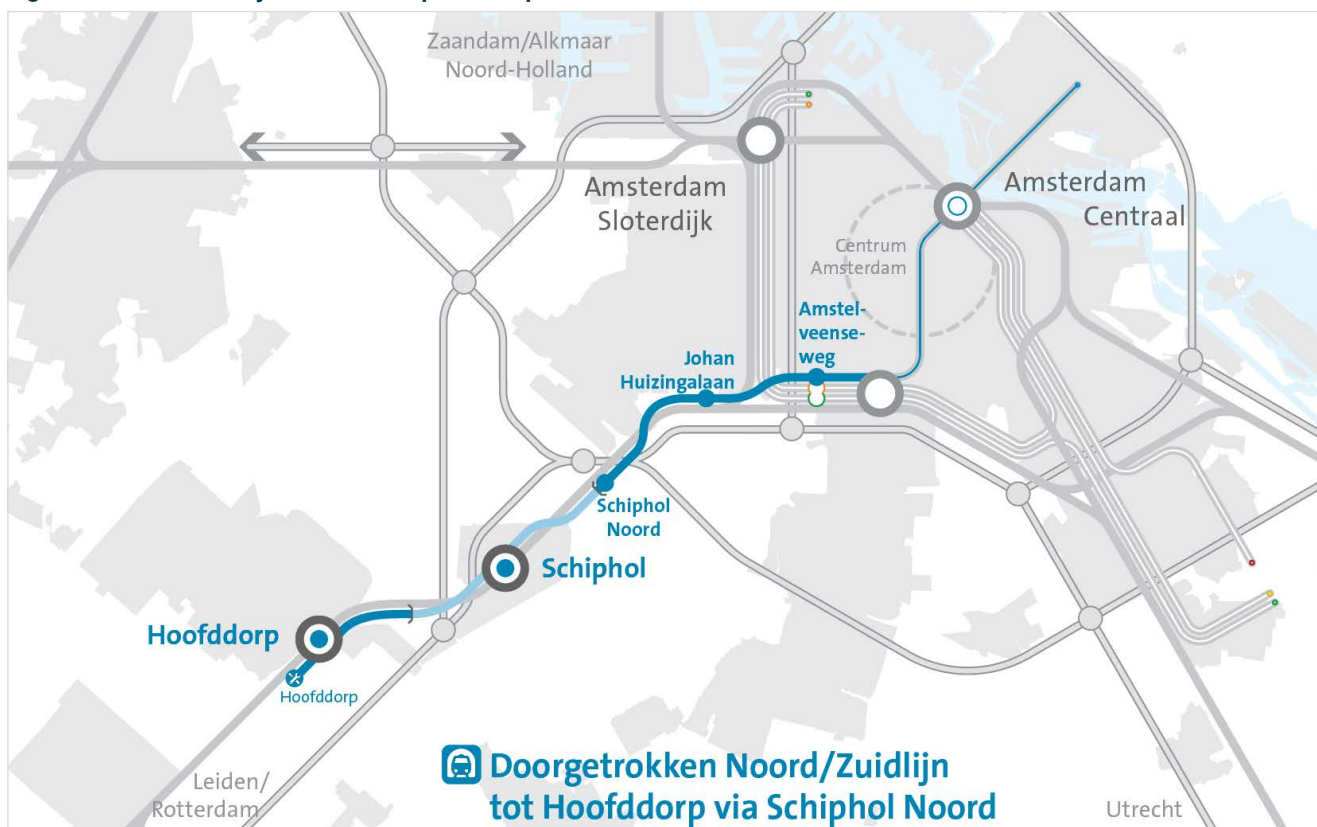 Zaandam/Alkmaar
Noord-Holland
Amsterdam
Sloterdijk
Amsterdam
Centraal
Centrum
Amsterdam
Amstel-
veense-
weg
Johan
Huizingalaan
Schiphol
Noord
Schiphol
Hoofddorp
Hoofddorp
Leiden/
Rotterdam
Doorgetrokken Noord/Zuidlijn
tot Hoofddorp via Schiphol Noord
Utrecht